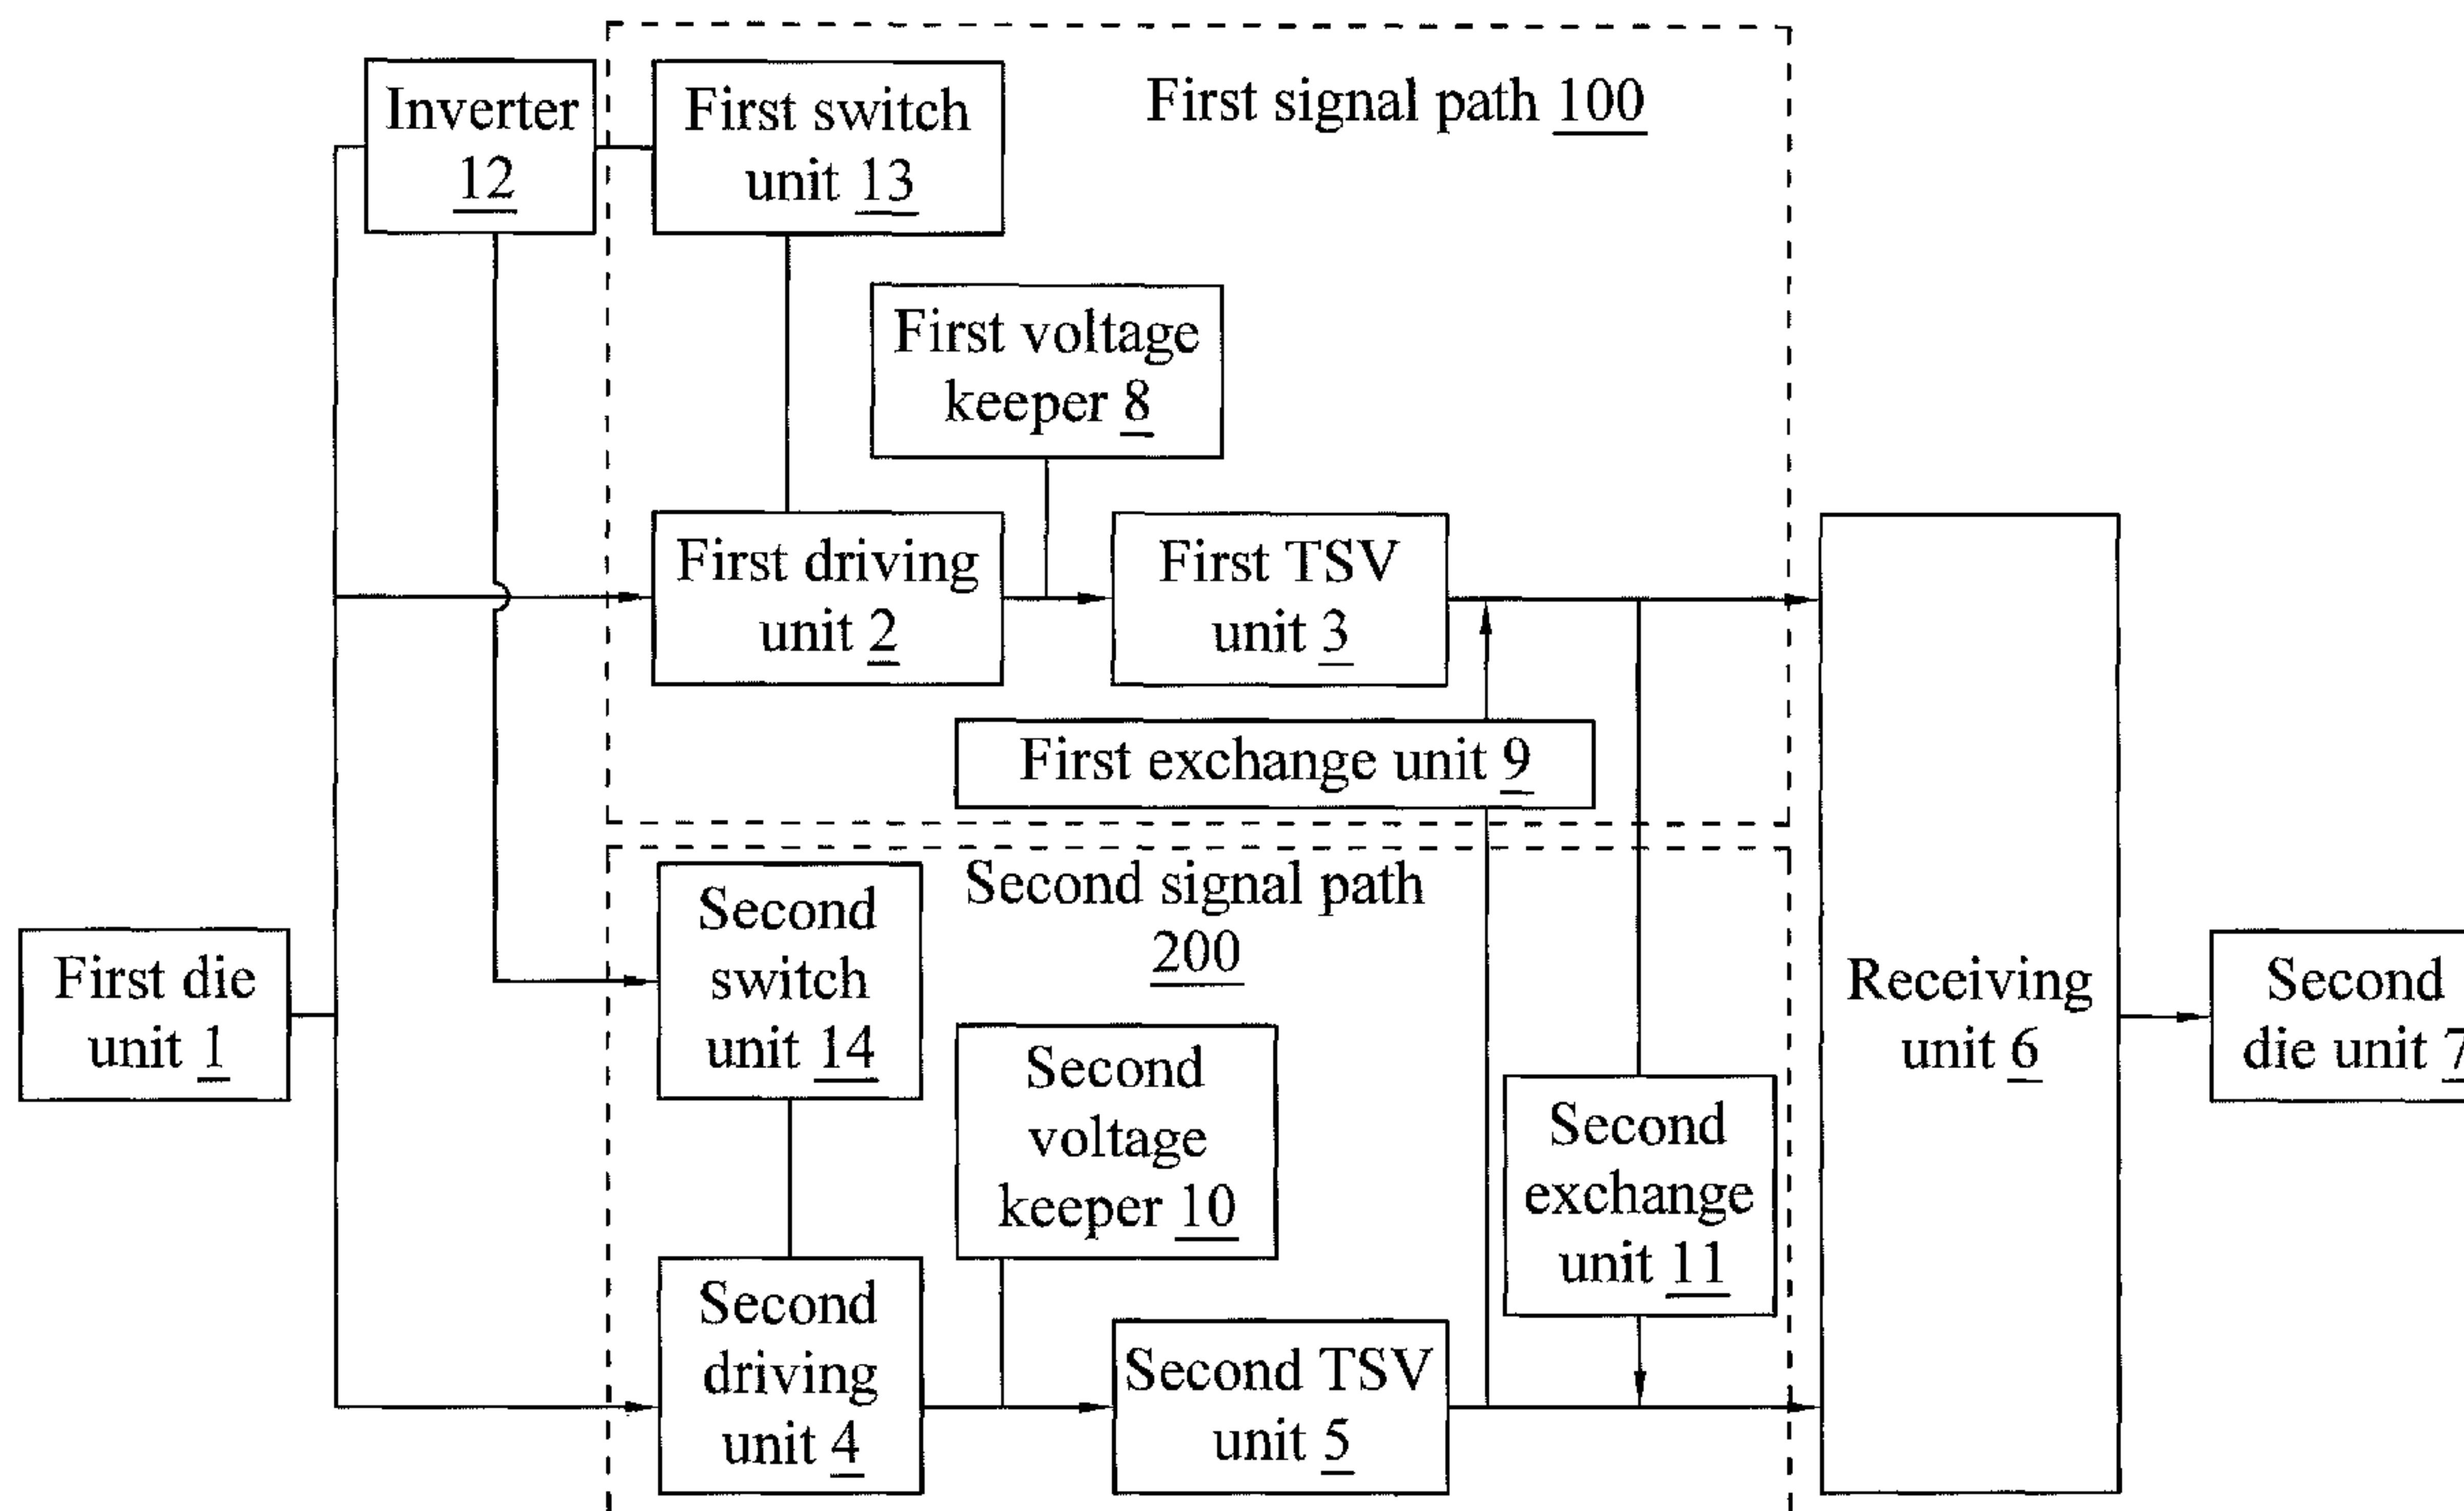 Inverter
12
First switch
unit 13
First signal path 100
First voltage
keeper 8
First driving
unit 2
First TSV
unit 3
First exchange unit 9
Second signal path
200
Second
switch
unit 14
First die
unit 1
Second
voltage
keeper 10
Second
exchange
unit 11
Receiving
unit 6
Second
die unit 7
Second
driving
unit 4
Second TSV
unit 5